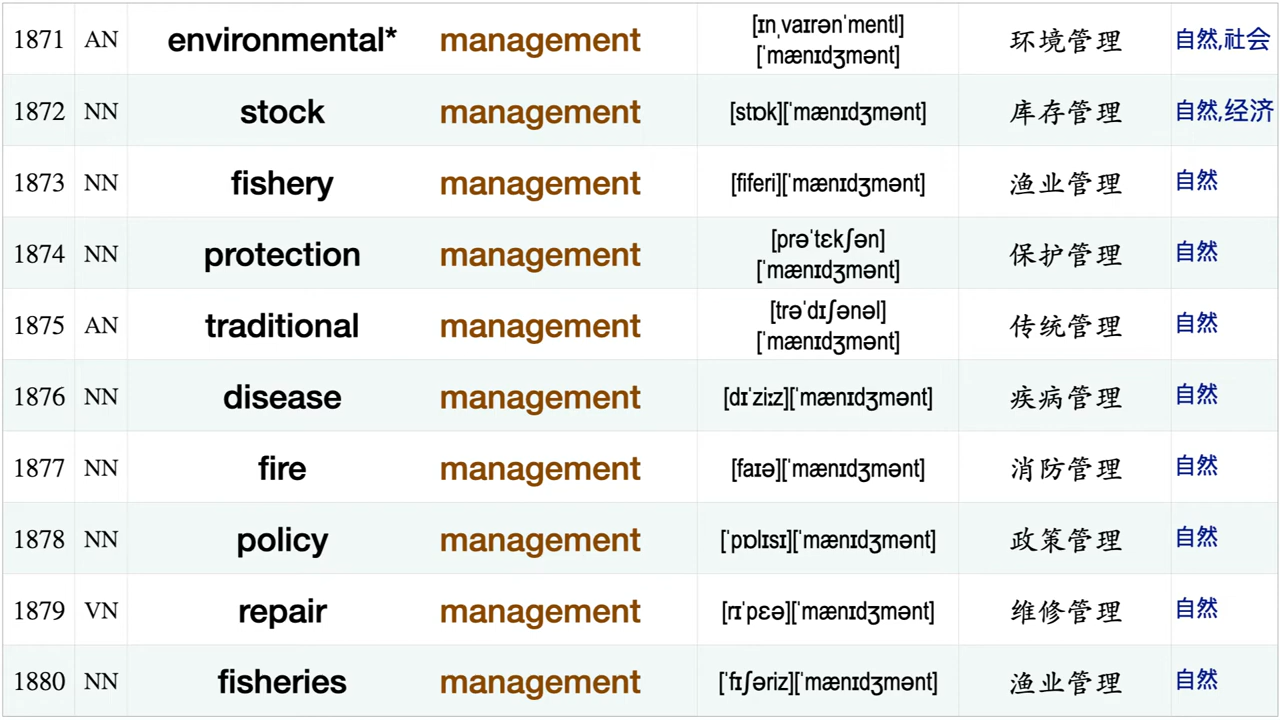 1871 AN environmental* management [ɪnˌvaɪrənˈmentl] [ˈmænɪdʒmənt] 环境管理 自然,社会
1872 NN stock management [stɒk][ˈmænɪdʒmənt] 库存管理 自然,经济
1873 NN fishery management [fiferi][ˈmænɪdʒmənt] 渔业管理 自然
1874 NN protection management [prəˈtɛkʃən] [ˈmænɪdʒmənt] 保护管理 自然
1875 AN traditional management [trəˈdɪʃənəl] [ˈmænɪdʒmənt] 传统管理 自然
1876 NN disease management [dɪˈziːz][ˈmænɪdʒmənt] 疾病管理 自然
1877 NN fire management [faɪə][ˈmænɪdʒmənt] 消防管理 自然
1878 NN policy management [ˈpɒlɪsɪ][ˈmænɪdʒmənt] 政策管理 自然
1879 VN repair management [rɪˈpɛə][ˈmænɪdʒmənt] 维修管理 自然
1880 NN fisheries management [ˈfɪʃəriz][ˈmænɪdʒmənt] 渔业管理 自然